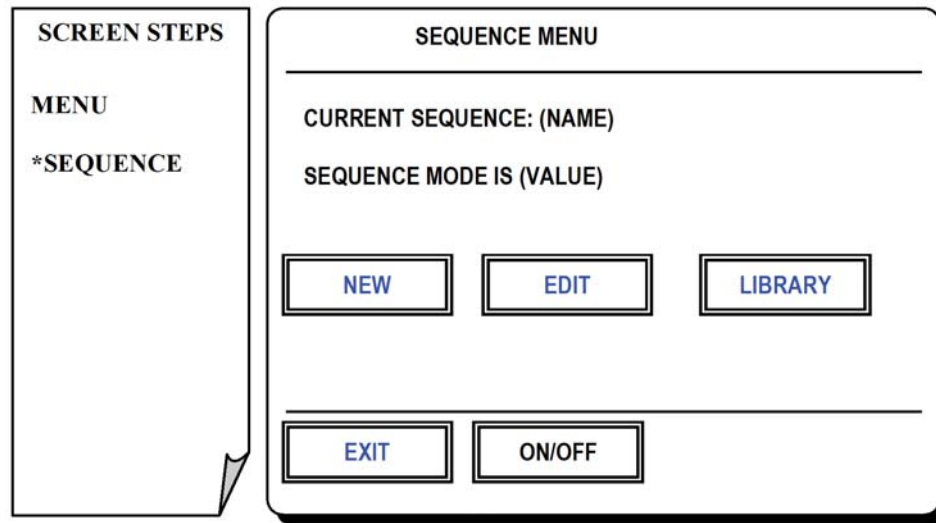 SCREEN STEPS
MENU
*SEQUENCE
SEQUENCE MENU
CURRENT SEQUENCE: (NAME)
SEQUENCE MODE IS (VALUE)
NEW EDIT LIBRARY
EXIT ON/OFF